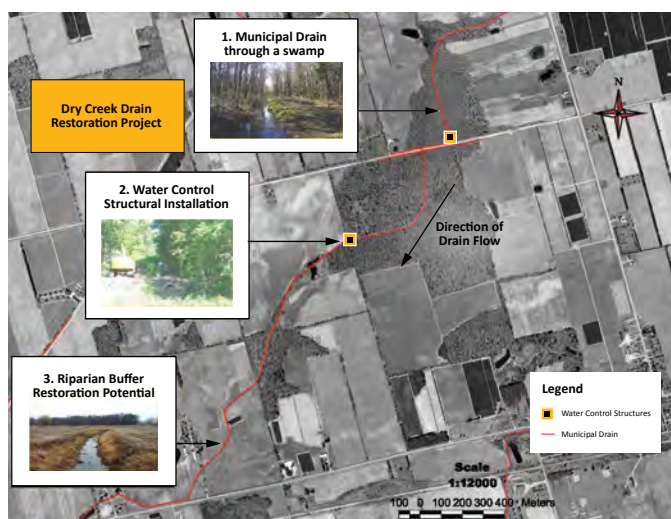 1. Municipal Drain
through a swamp
Dry Creek Drain
Restoration Project
N
2. Water Control
Structural Installation
Direction of
Drain Flow
3. Riparian Buffer
Restoration Potential
Legend
Water Control Structures
Municipal Drain
Scale
1:12000
100 0 100 200 300 400 Meters